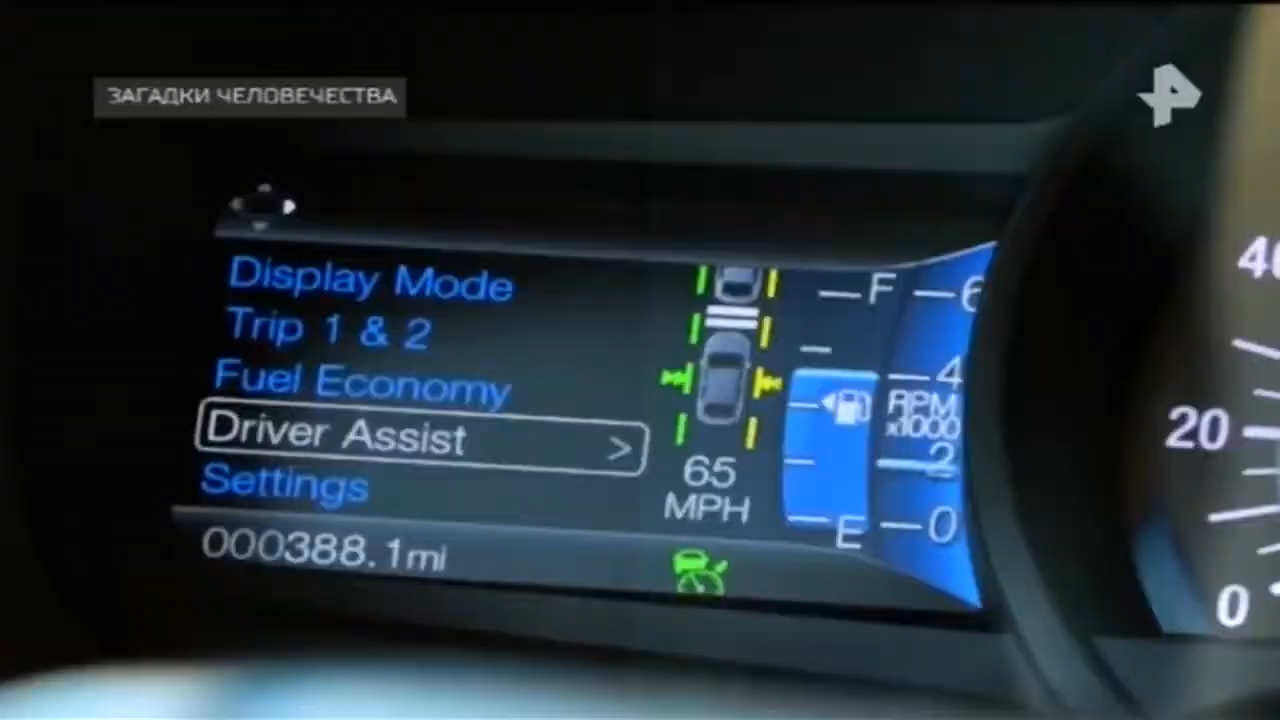 ЗАГАДКИ ЧЕЛОВЕЧЕСТВА
Display Mode
Trip 1 & 2
Fuel Economy
Driver Assist >
Settings
000388.1mi
65
MPH
F
E
6
4
RPM
x1000
2
0
40
20
0